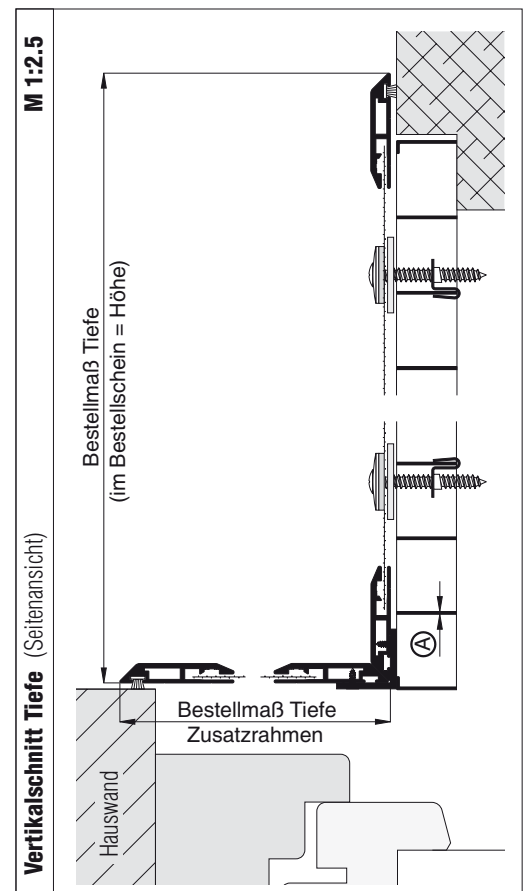 Vertikalschnitt Tiefe (Seitenansicht) M 1:2.5
Bestellmaß Tiefe
(im Bestellschein = Höhe)
A
Bestellmaß Tiefe
Zusatzrahmen
Hauswand